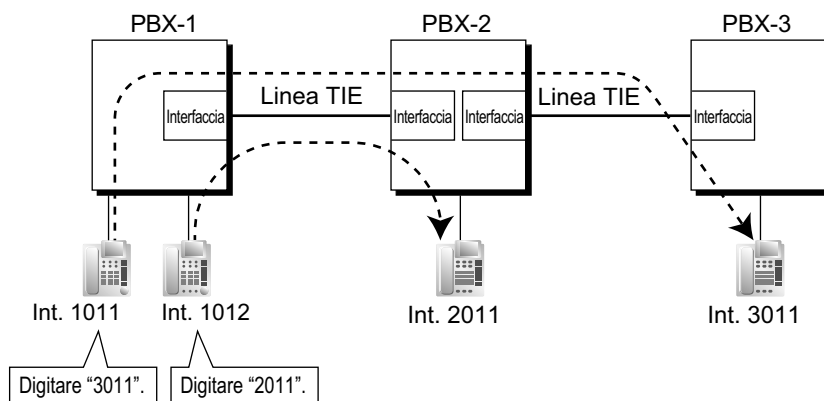 PBX-1
PBX-2
PBX-3
Linea TIE
Linea TIE
Interfaccia
Interfaccia
Interfaccia
Interfaccia
Int. 1011
Int. 1012
Int. 2011
Int. 3011
Digitare “3011”.
Digitare “2011”.